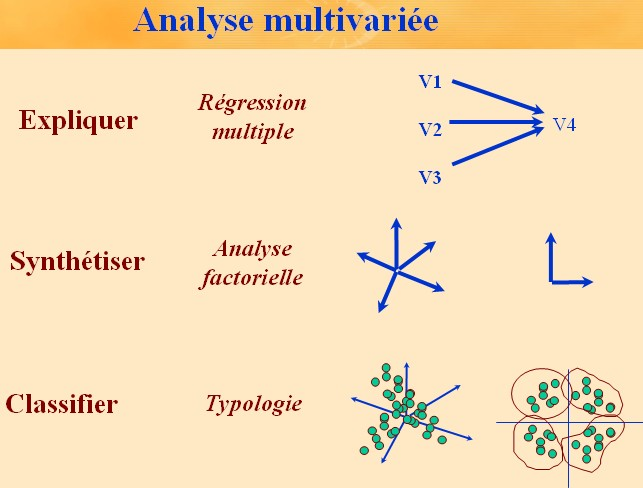 Analyse multivariée
Expliquer
Régression
multiple
V1
V2
V3
V4
Synthétiser
Analyse
factorielle
Classifier
Typologie